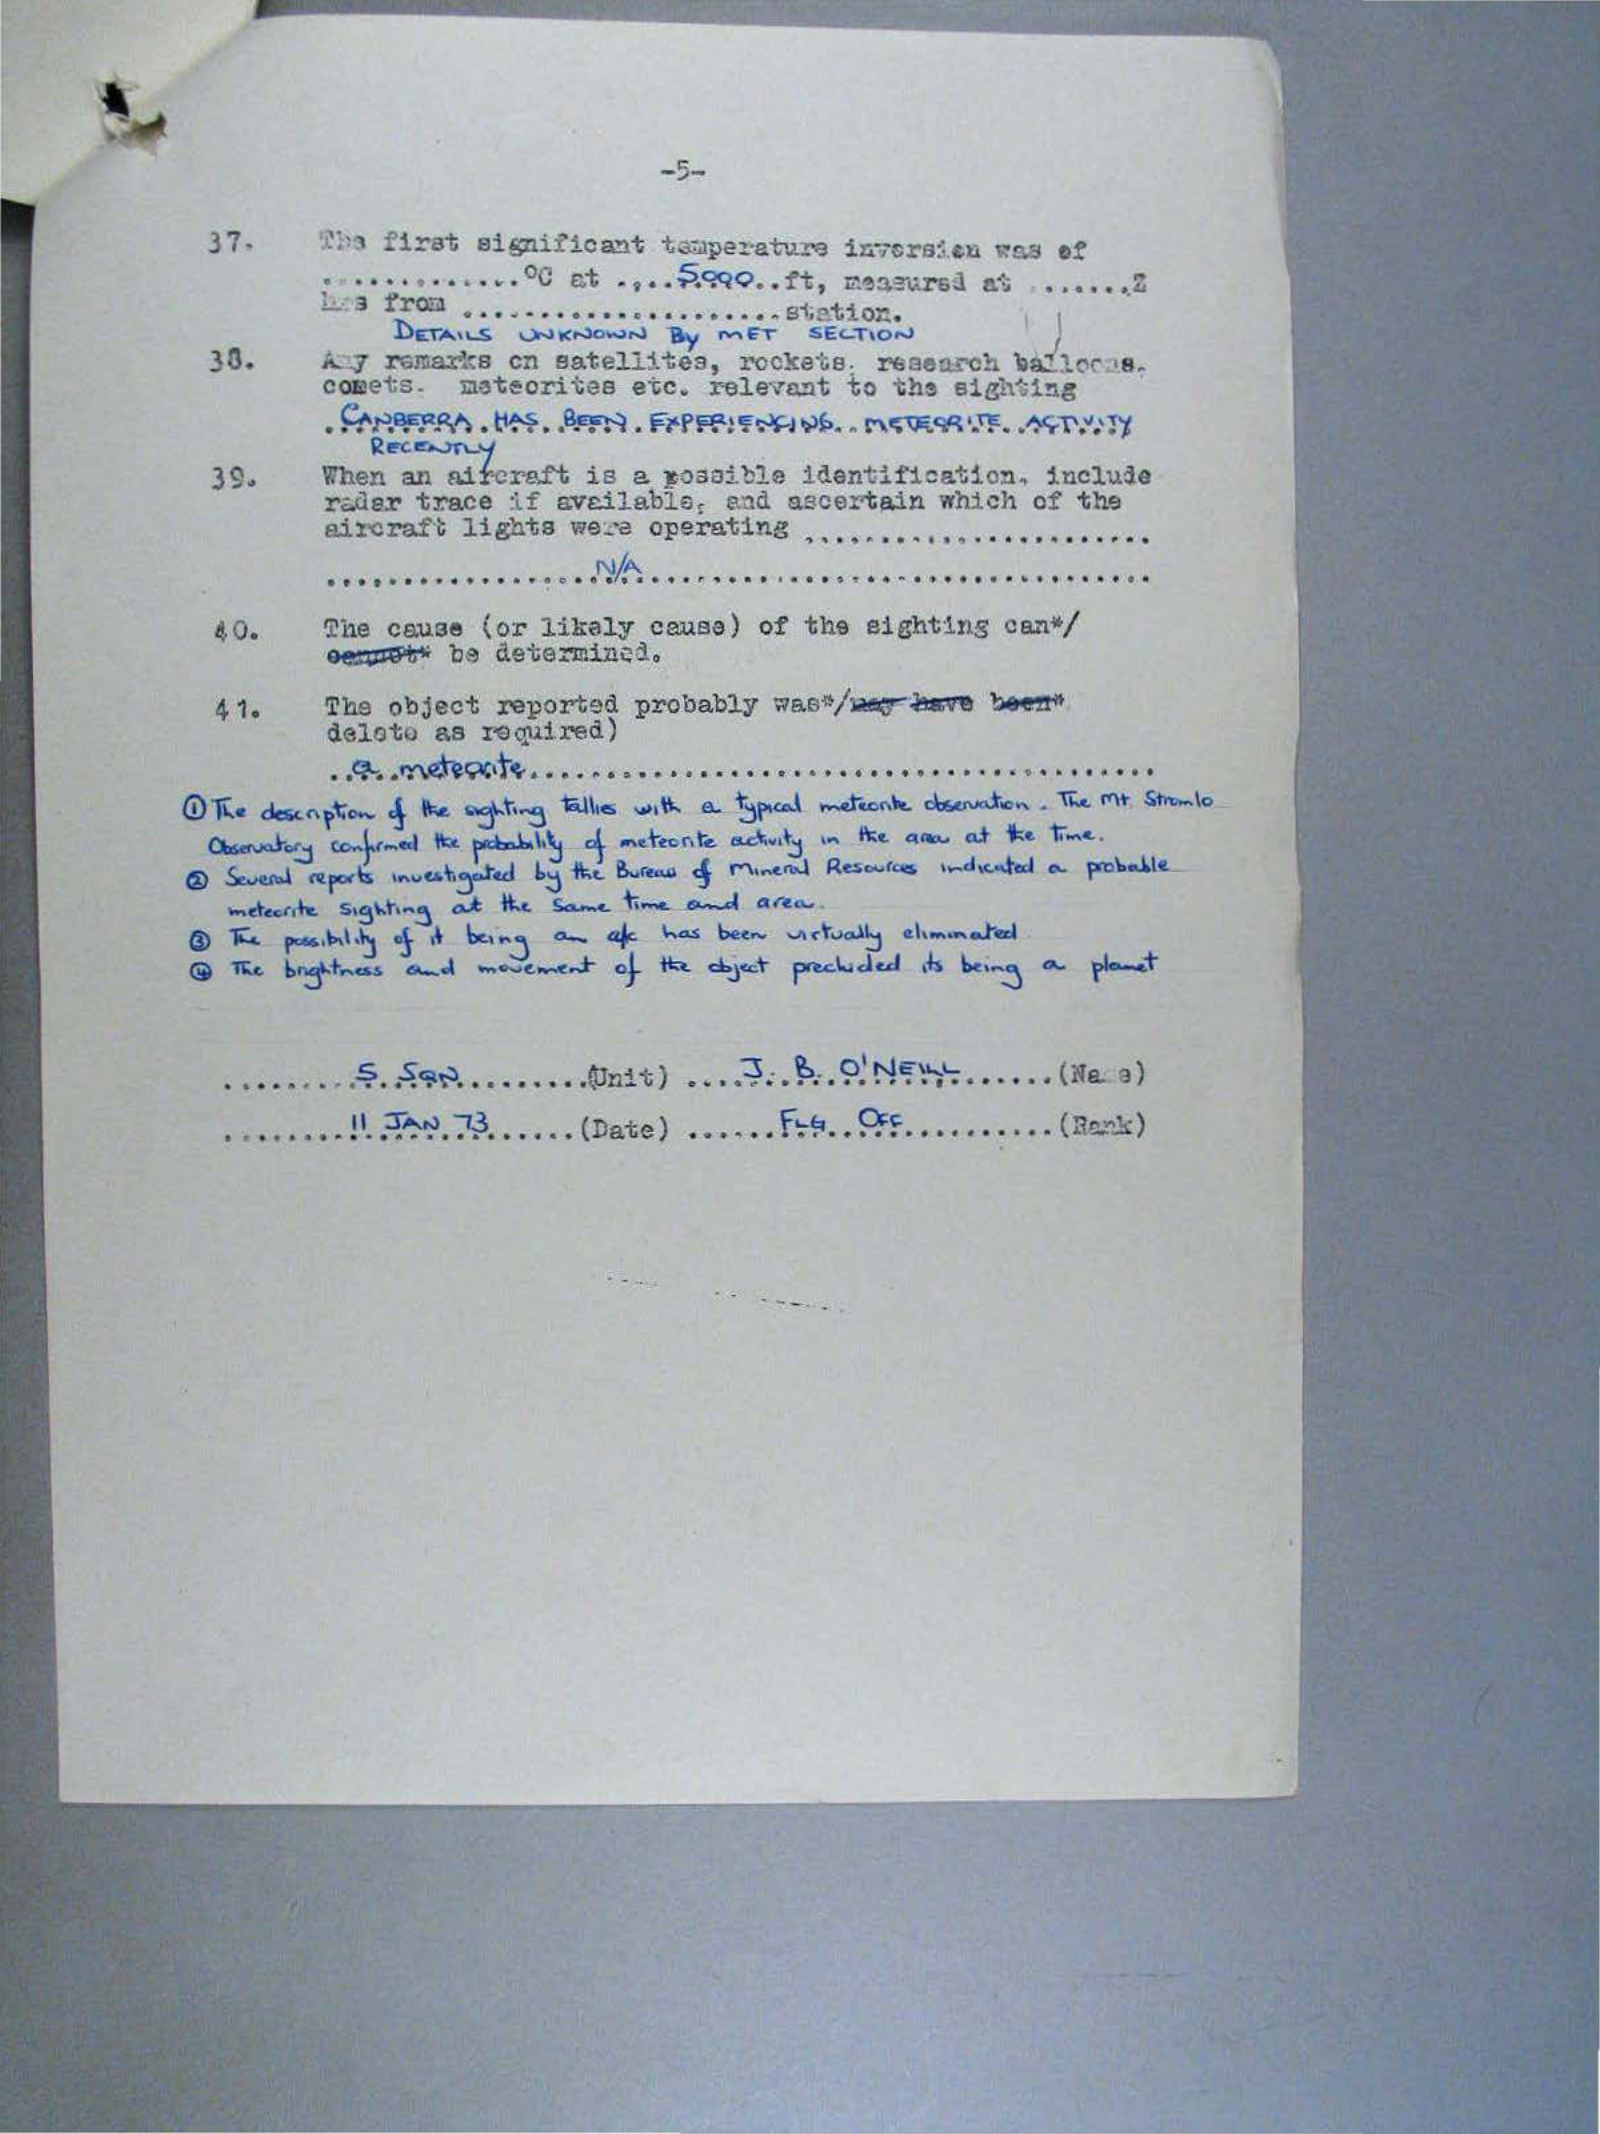 -5-
37. The first significant temperature inversion was of
.............°C at .....5000..ft, measured at .......Z
hrs from .....................station.
DETAILS UNKNOWN By MET SECTION
38. Any remarks on satellites, rockets, research balloons,
comets. meteorites etc. relevant to the sighting
.CANBERRA.HAS.BEEN.EXPERIENCING..METEORITE..ACTIVITY
RECENTLY
39. When an aircraft is a possible identification, include
radar trace if available, and ascertain which of the
aircraft lights were operating .......................
..................N/A.................................
40. The cause (or likely cause) of the sighting can*/
cannot* be determined.
41. The object reported probably was*/may have been*
delete as required)
..a..meteorite.........................................
① The description of the sighting tallies with a typical meteorite observation. The Mt. Stromlo
Observatory confirmed the probability of meteorite activity in the area at the time.
② Several reports investigated by the Bureau of Mineral Resources indicated a probable
meteorite sighting at the same time and area.
③ The possibility of it being an a/c has been virtually eliminated
④ The brightness and movement of the object precluded its being a planet
.........5 SQN.........(Unit) ....J. B. O'NEILL......(Name)
.........11 JAN 73......(Date) ......FLG OFF..........(Rank)